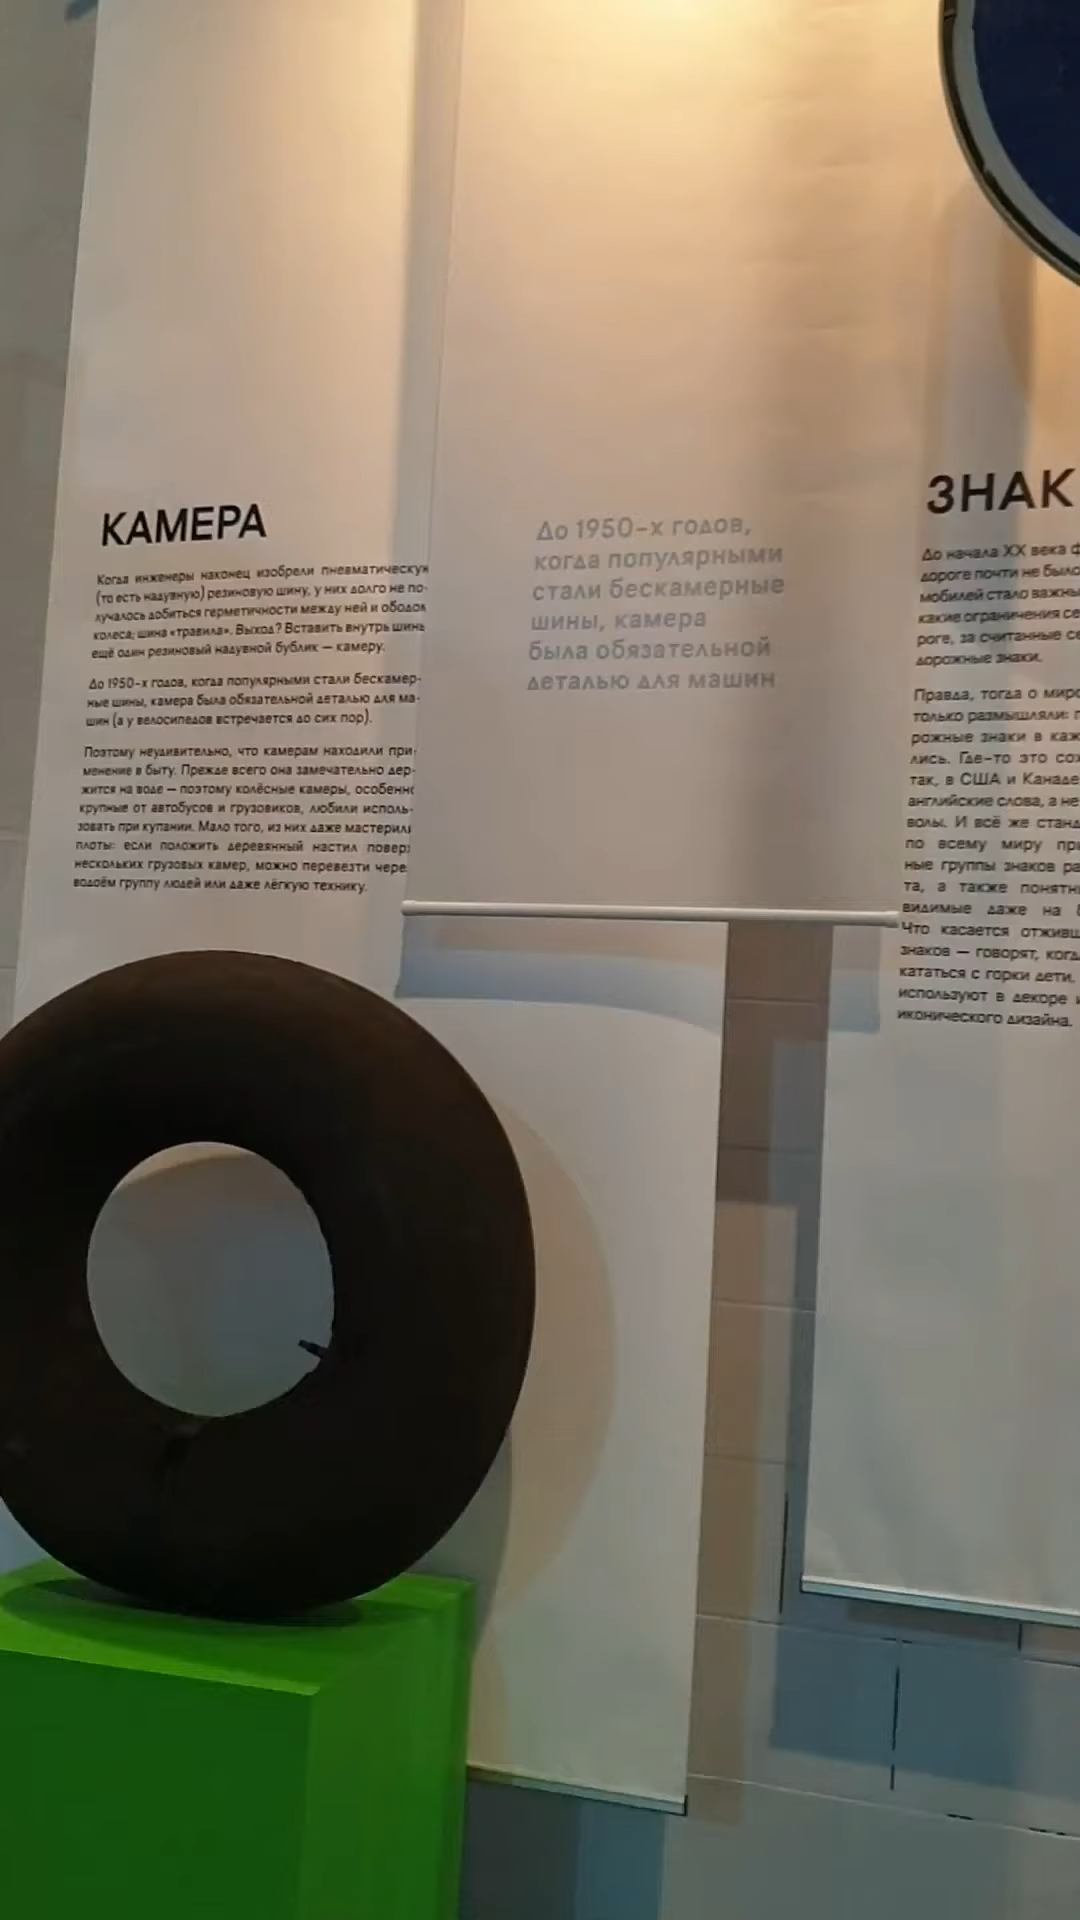 КАМЕРА
Когда инженеры наконец изобрели пневматическую
(то есть надувную) резиновую шину, у них долго не по-
лучалось добиться герметичности между ней и ободом
колеса; шина «травила». Выход? Вставить внутрь шины
ещё один резиновый надувной бублик — камеру.
До 1950-х годов, когда популярными стали бескамер-
ные шины, камера была обязательной деталью для ма-
шин (а у велосипедов встречается до сих пор).
Поэтому неудивительно, что камерам находили при-
менение в быту. Прежде всего она замечательно дер-
жится на воде — поэтому колёсные камеры, особенно
крупные от автобусов и грузовиков, любили исполь-
зовать при купании. Мало того, из них даже мастерили
плоты: если положить деревянный настил поверх
нескольких грузовых камер, можно перевезти через
водоём группу людей или даже лёгкую технику.
До 1950-х годов,
когда популярными
стали бескамерные
шины, камера
была обязательной
деталью для машин
ЗНАК
До начала XX века
дороге почти не было
мобилей стало важны
какие ограничения се
роге, за считанные се
дорожные знаки.
Правда, тогда о миро
только размышляли:
рожные знаки в каж
лись. Где-то это сох
так, в США и Канаде
английские слова, а не
волы. И всё же станд
по всему миру при
ные группы знаков ра
та, а также понятн
видимые даже на
Что касается отживш
знаков — говорят, когд
кататься с горки дети.
используют в декоре и
иконического дизайна.